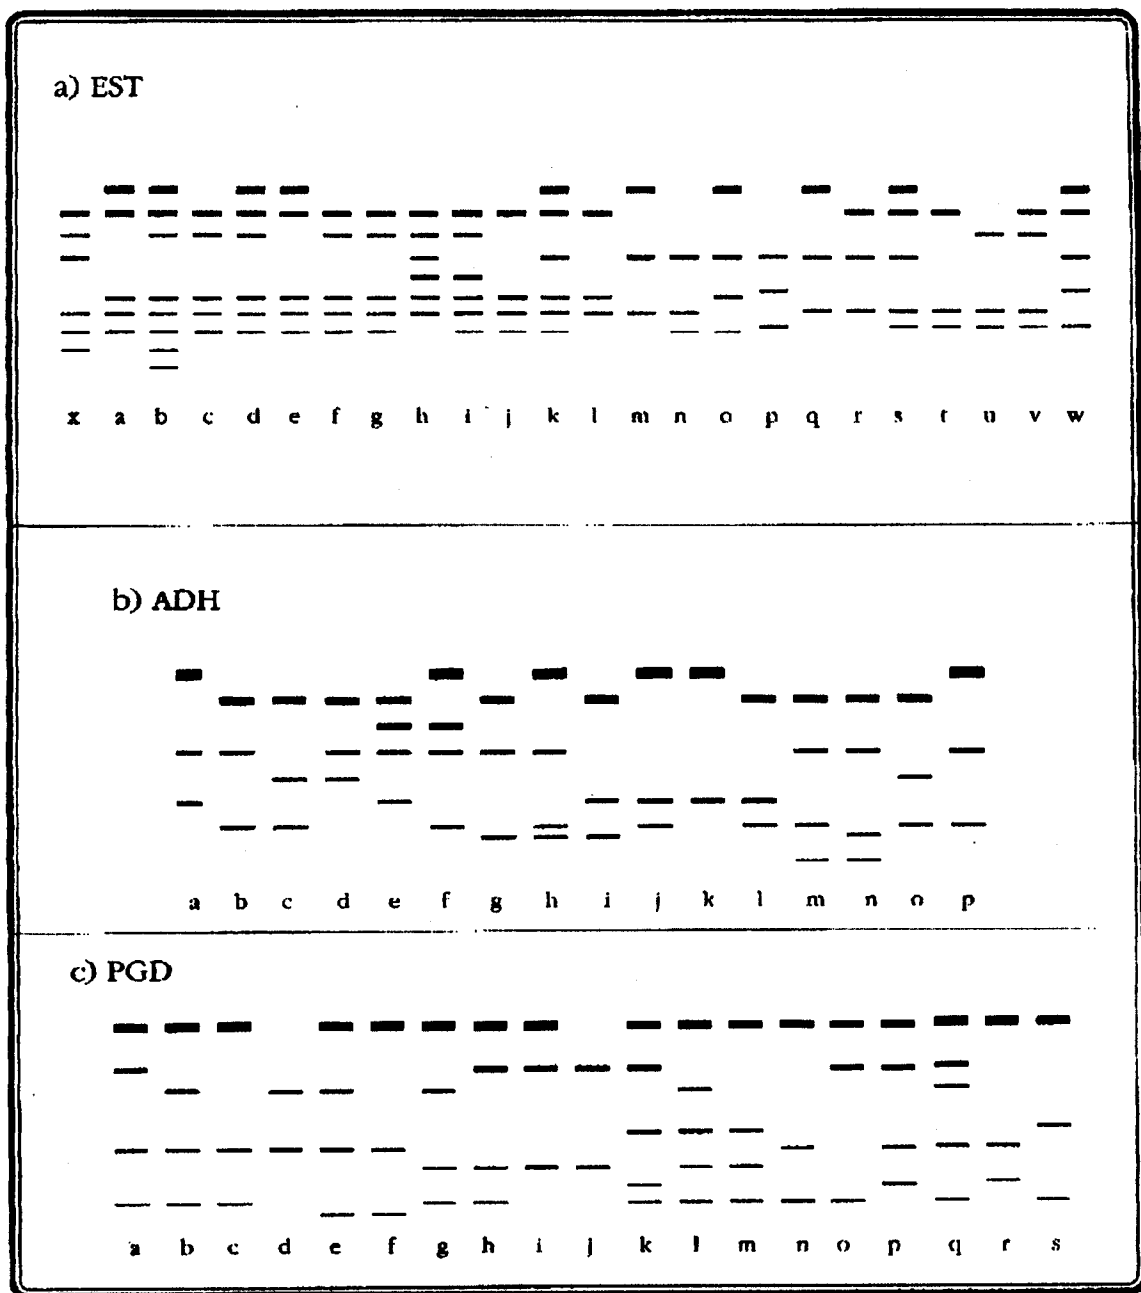 a) EST
x a b c d e f g h i j k l m n o p q r s t u v w
b) ADH
a b c d e f g h i j k l m n o p
c) PGD
a b c d e f g h i j k l m n o p q r s